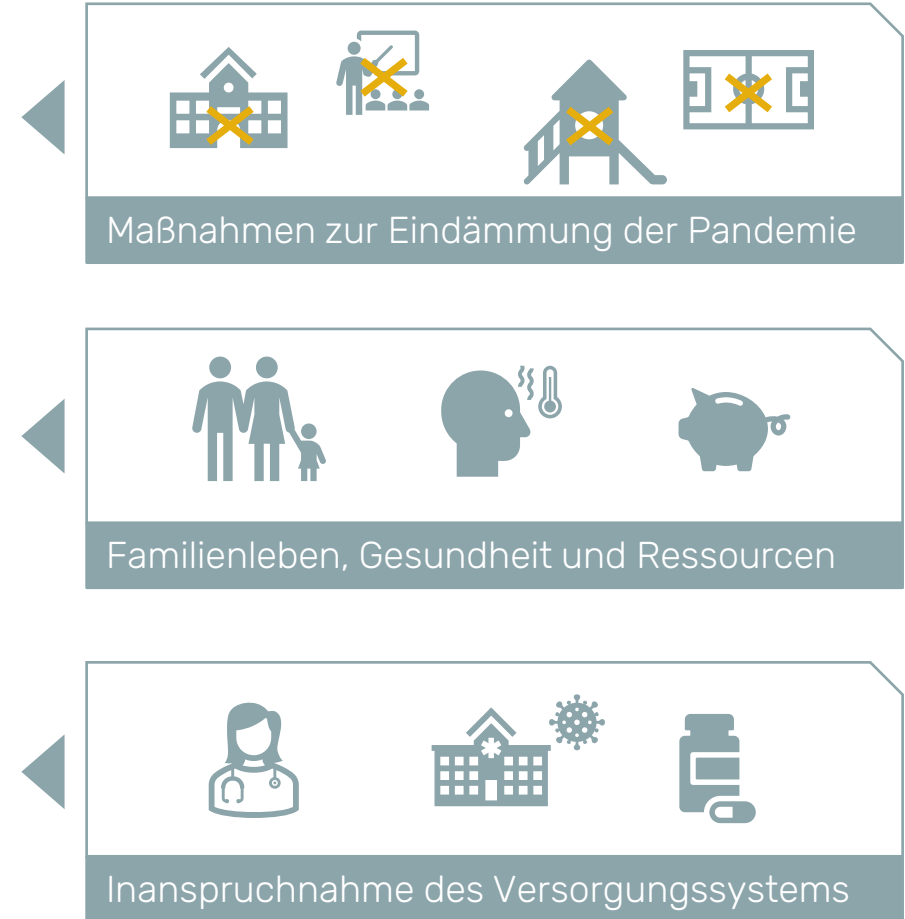 Maßnahmen zur Eindämmung der Pandemie
Familienleben, Gesundheit und Ressourcen
Inanspruchnahme des Versorgungssystems